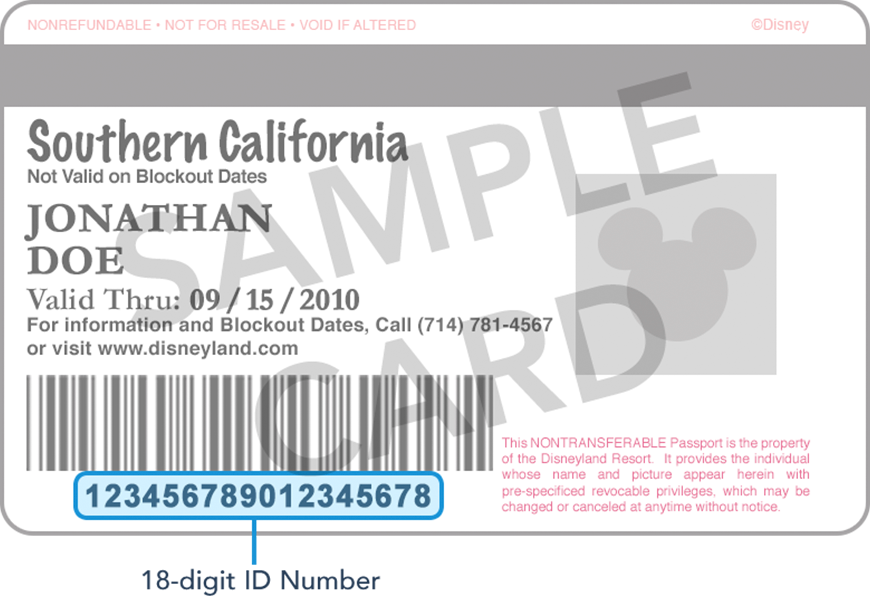 NONREFUNDABLE • NOT FOR RESALE • VOID IF ALTERED
©Disney
Southern California
Not Valid on Blockout Dates
JONATHAN
DOE
Valid Thru: 09 / 15 / 2010
For information and Blockout Dates, Call (714) 781-4567
or visit www.disneyland.com
SAMPLE
CARD
This NONTRANSFERABLE Passport is the property
of the Disneyland Resort. It provides the individual
whose name and picture appear herein with
pre-specificed revocable privileges, which may be
changed or canceled at anytime without notice.
123456789012345678
18-digit ID Number